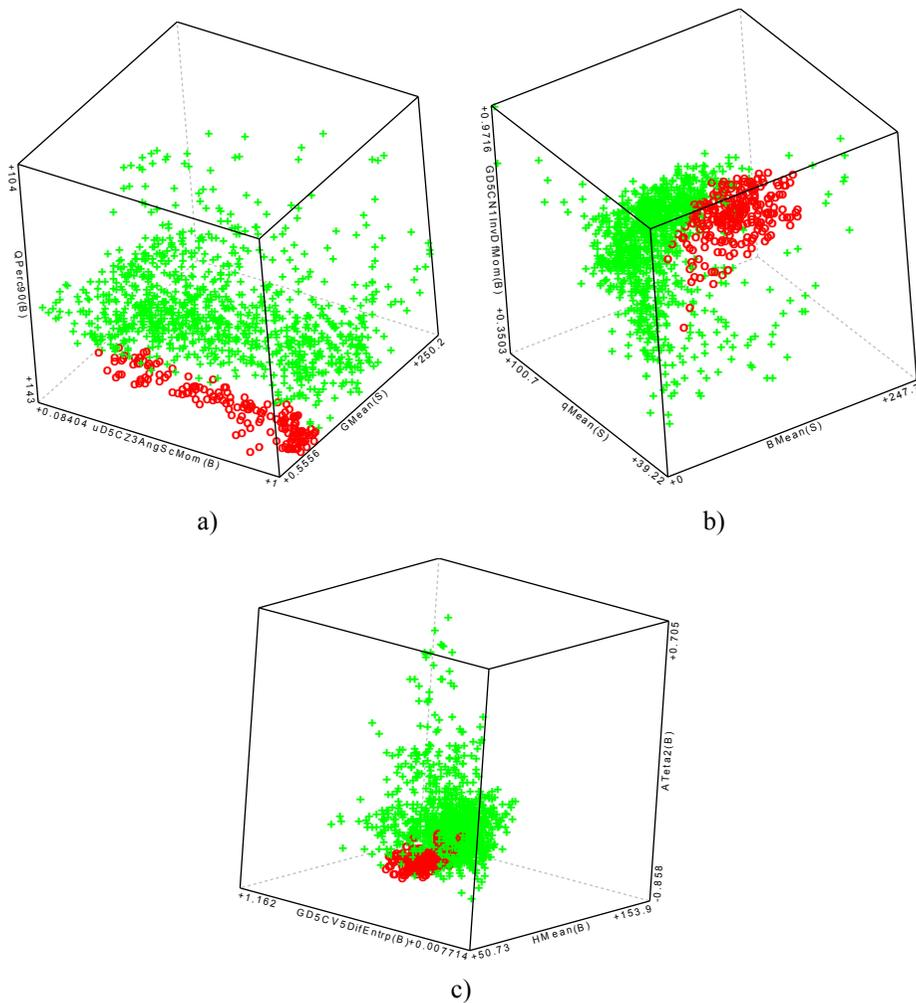 +104
QPerc90(B)
+143
+0.08404 uD5CZ3AngScMom(B)
+1
+0.5556
GMean(S)
+250.2
a)
+0.9716
GD5CN1InvDfMom(B)
+0.3503
+100.7
qMean(S)
+39.22
+0
BMean(S)
b)
+0.705
ATeta2(B)
-0.858
+1.162
GD5CV5DifEntrp(B)
+0.007714
+50.73
HMean(B)
+153.9
c)